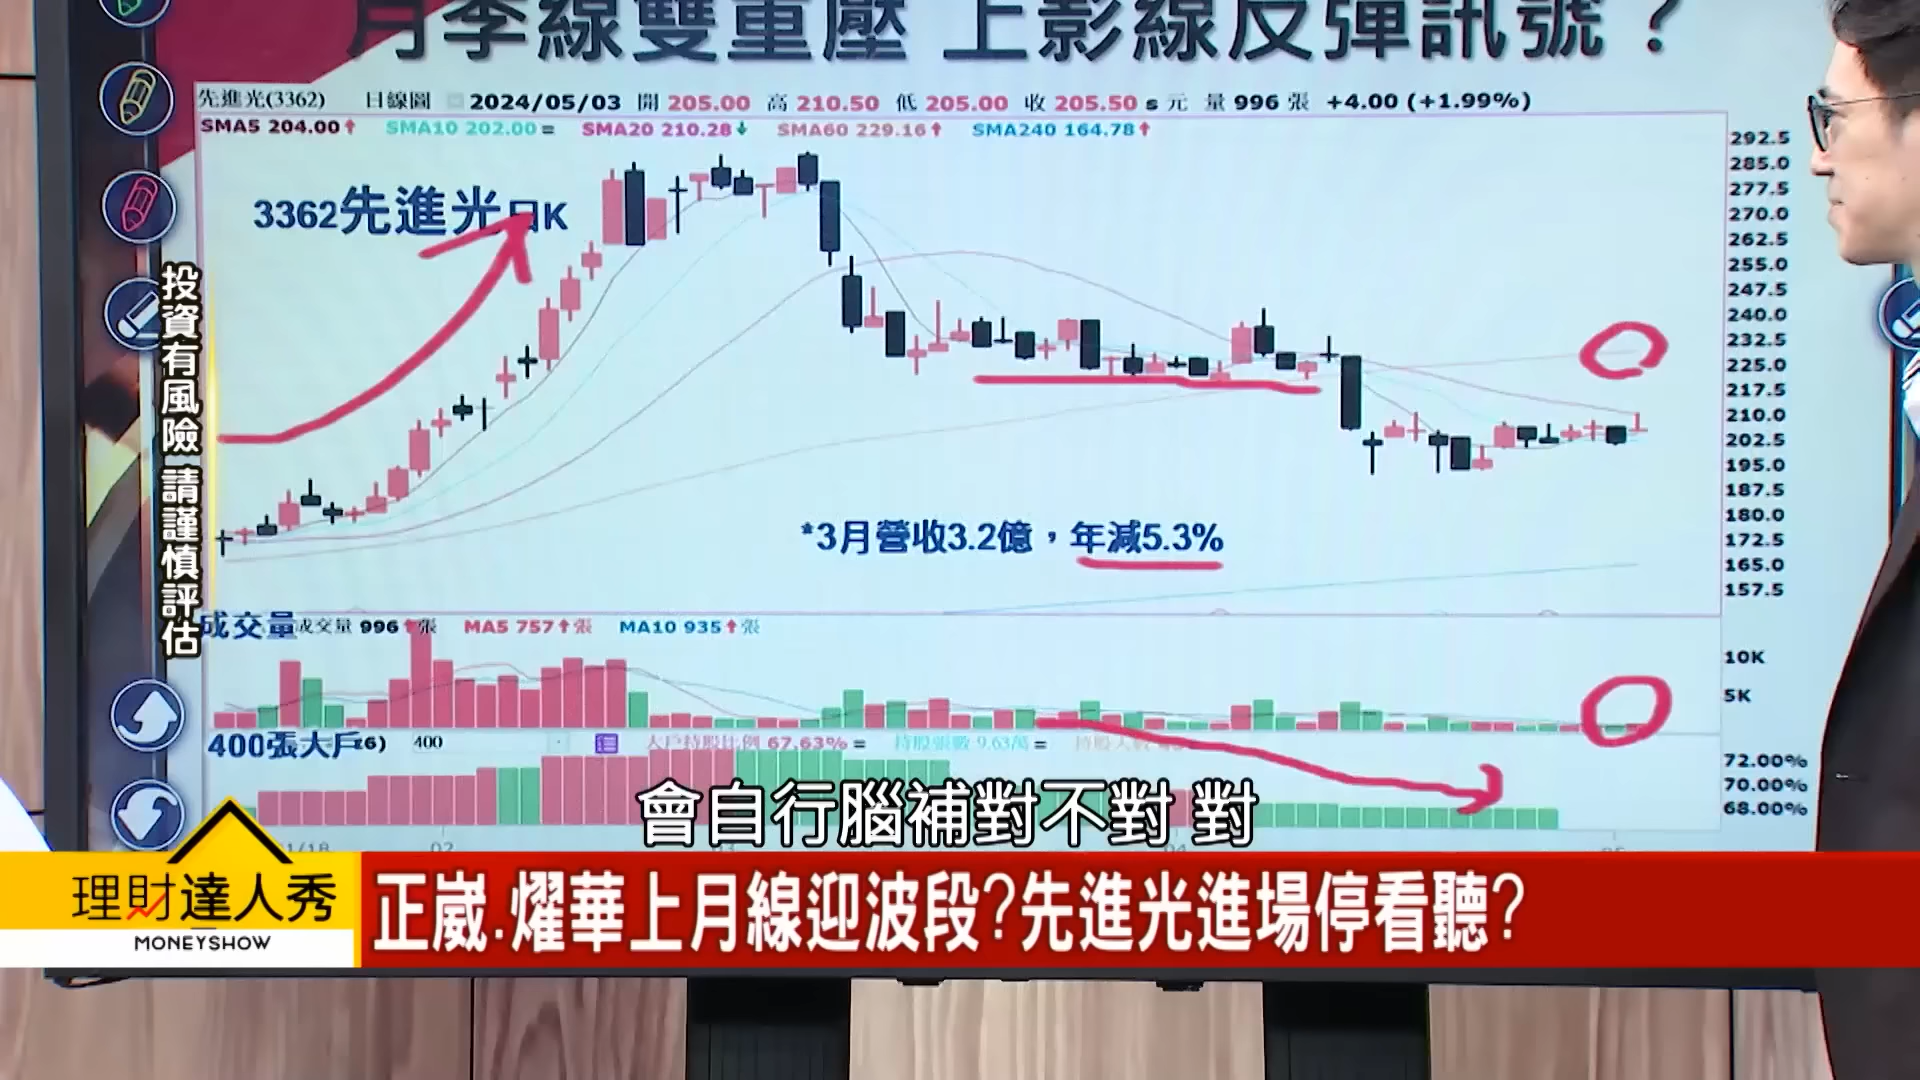 月季線雙重壓 上影線反彈訊號？
先進光(3362) 日線圖 2024/05/03 開 205.00 高 210.50 低 205.00 收 205.50 s 元 量 996 張 +4.00 (+1.99%)
SMA5 204.00↑ SMA10 202.00= SMA20 210.28↓ SMA60 229.16↑ SMA240 164.78↑
292.5
285.0
277.5
270.0
262.5
255.0
247.5
240.0
232.5
225.0
217.5
210.0
202.5
195.0
187.5
180.0
172.5
165.0
157.5
3362先進光日K
投資有風險 請謹慎評估
*3月營收3.2億，年減5.3%
成交量 成交量 996↑張 MA5 757↑張 MA10 935↑張
10K
5K
400張大戶 400 大戶持股比例 67.63%= 持股張數 9.63萬=
72.00%
70.00%
68.00%
會自行腦補對不對 對
理財達人秀
MONEYSHOW
正崴.燿華上月線迎波段?先進光進場停看聽?